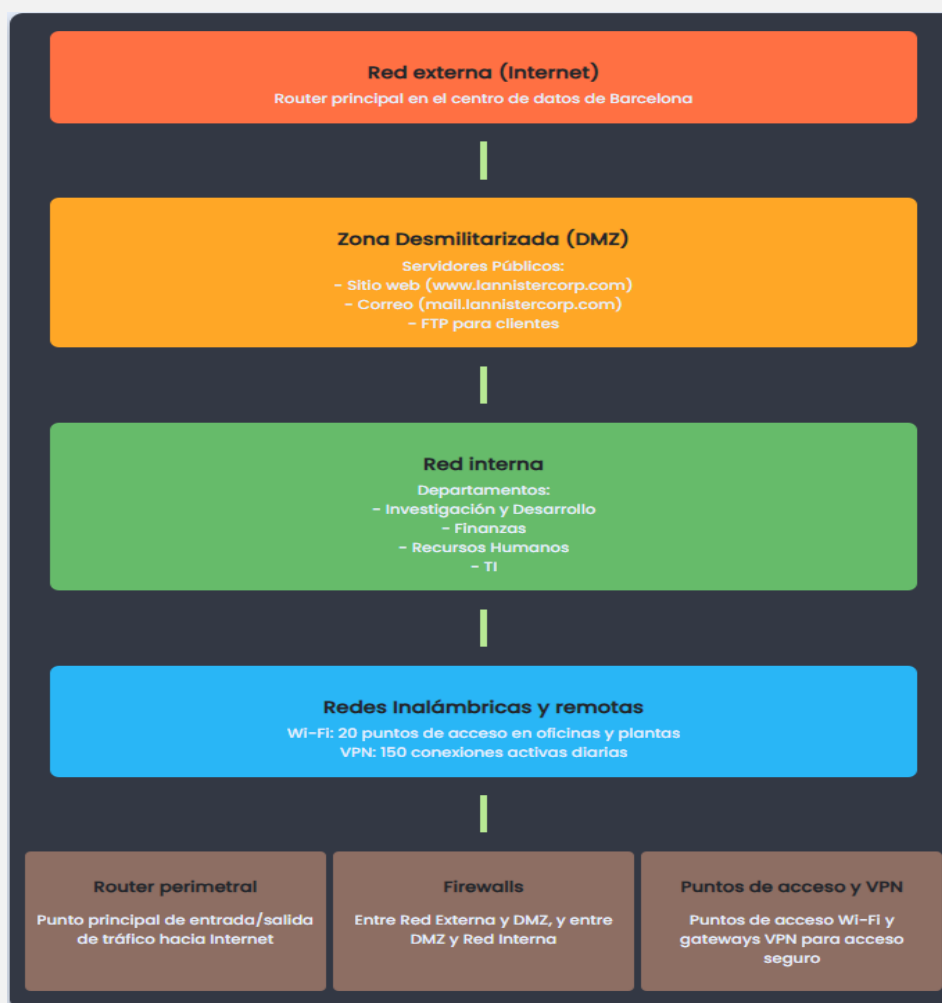 Red externa (Internet)
Router principal en el centro de datos de Barcelona
Zona Desmilitarizada (DMZ)
Servidores Públicos:
- Sitio web (www.lannistercorp.com)
- Correo (mail.lannistercorp.com)
- FTP para clientes
Red interna
Departamentos:
- Investigación y Desarrollo
- Finanzas
- Recursos Humanos
- TI
Redes Inalámbricas y remotas
Wi-Fi: 20 puntos de acceso en oficinas y plantas
VPN: 150 conexiones activas diarias
Router perimetral
Punto principal de entrada/salida
de tráfico hacia Internet
Firewalls
Entre Red Externa y DMZ, y entre
DMZ y Red Interna
Puntos de acceso y VPN
Puntos de acceso Wi-Fi y
gateways VPN para acceso
seguro